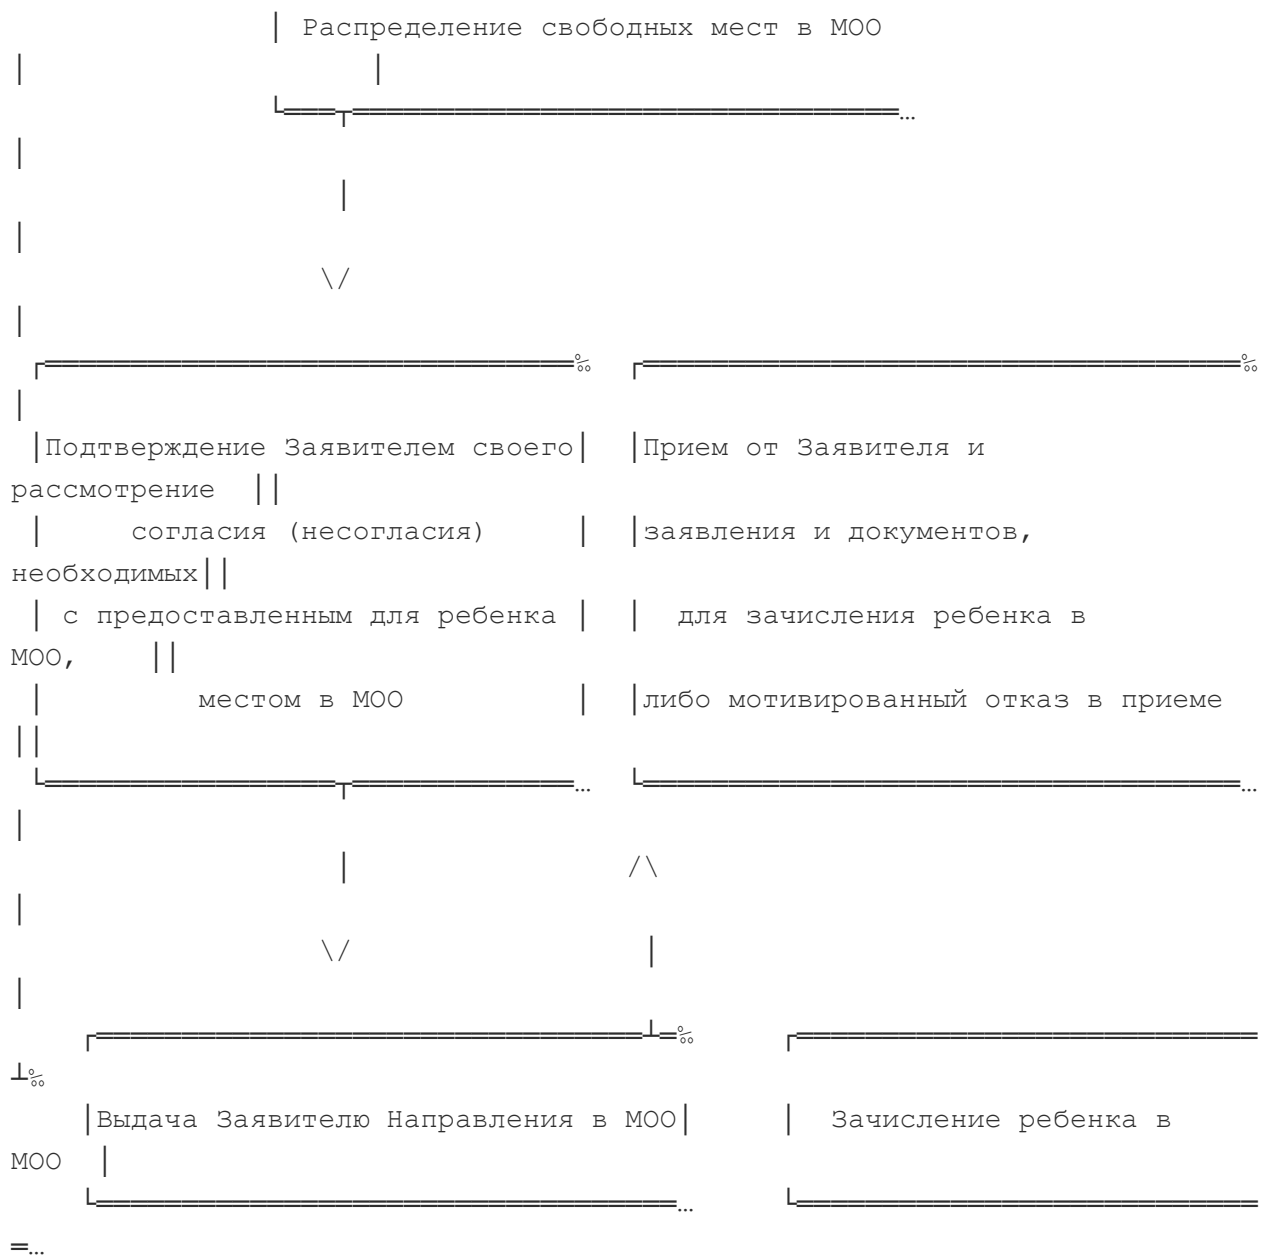 Распределение свободных мест в МОО
Подтверждение Заявителем своего Прием от Заявителя и
рассмотрение
согласия (несогласия) заявления и документов,
необходимых
с предоставленным для ребенка для зачисления ребенка в
МОО,
местом в МОО либо мотивированный отказ в приеме
Выдача Заявителю Направления в МОО Зачисление ребенка в
МОО